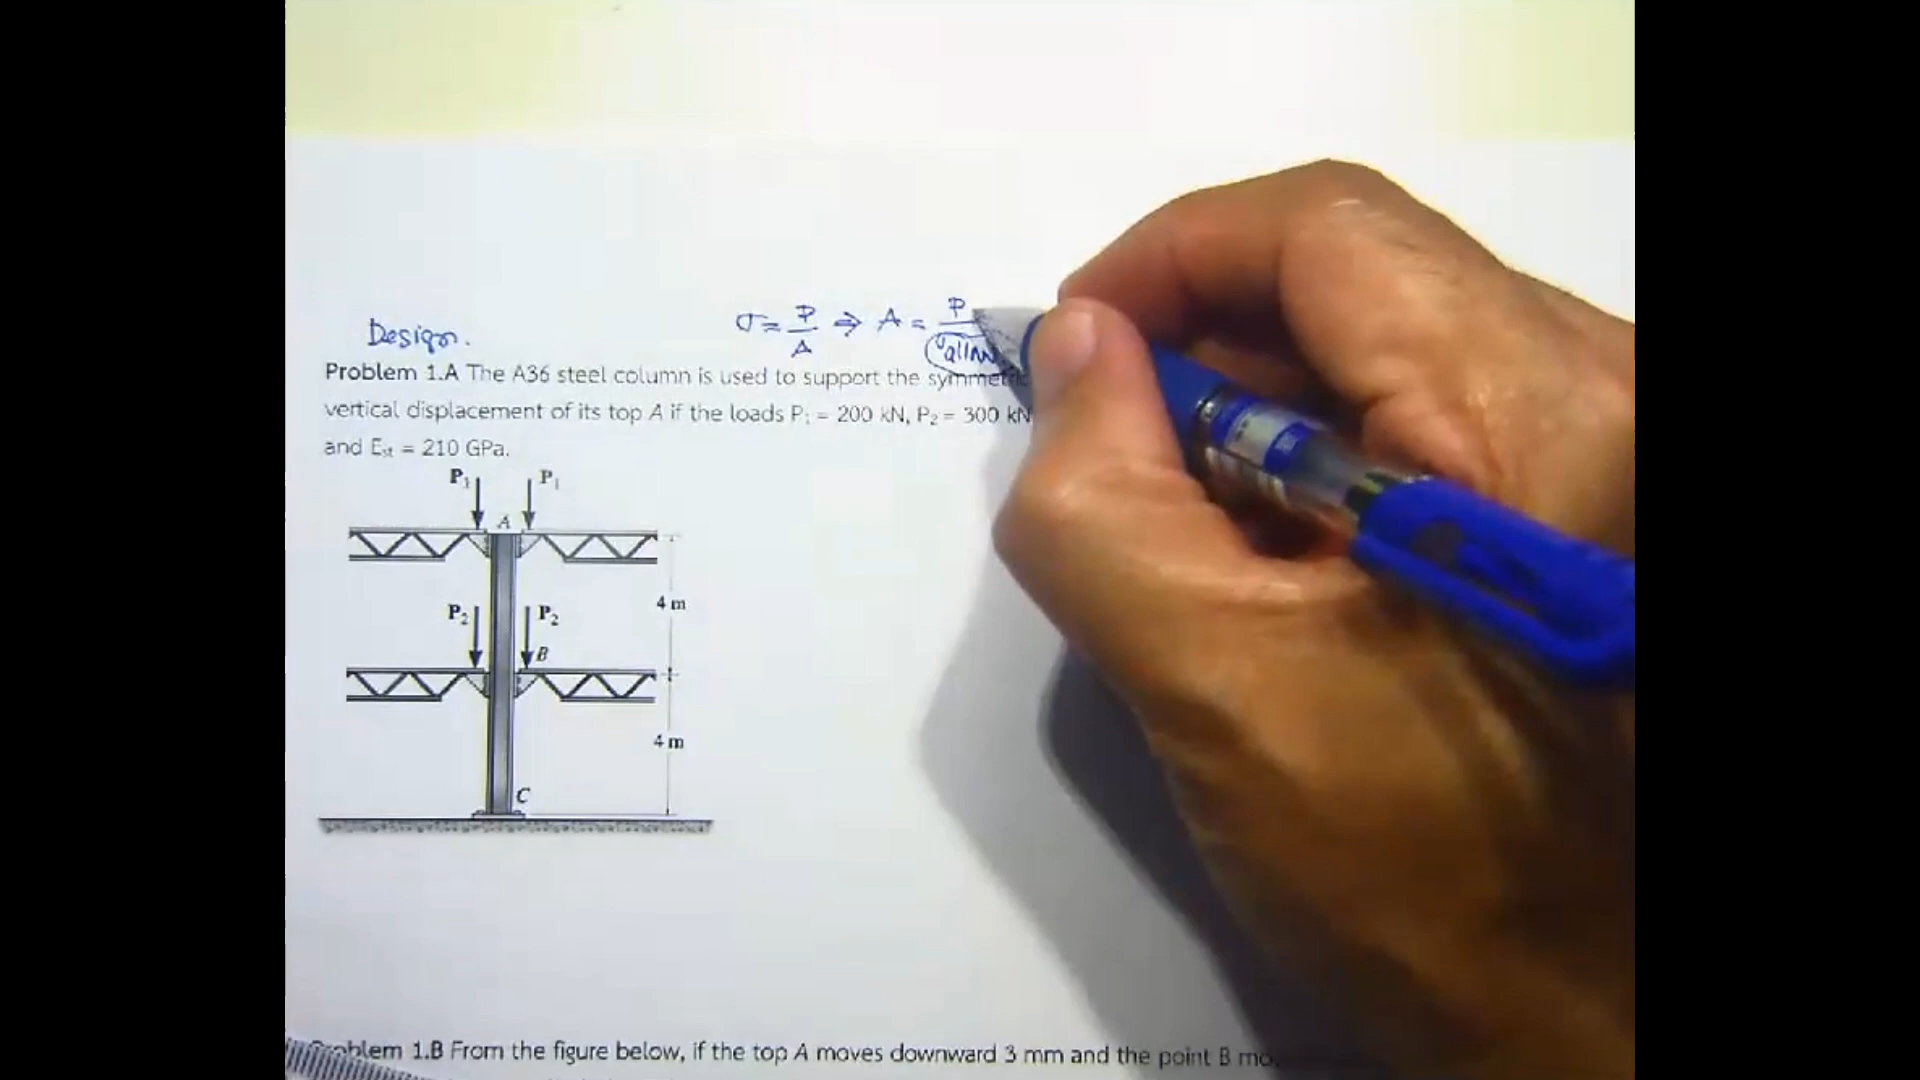 Design.
σ = P/A ⇒ A = P/σallow
Problem 1.A The A36 steel column is used to support the
vertical displacement of its top A if the loads P₁ = 200 kN, P₂ = 300 kN
and Est = 210 GPa.
P₁ P₁
A
4 m
P₂ P₂
B
4 m
C
Problem 1.B From the figure below, if the top A moves downward 3 mm and the point B